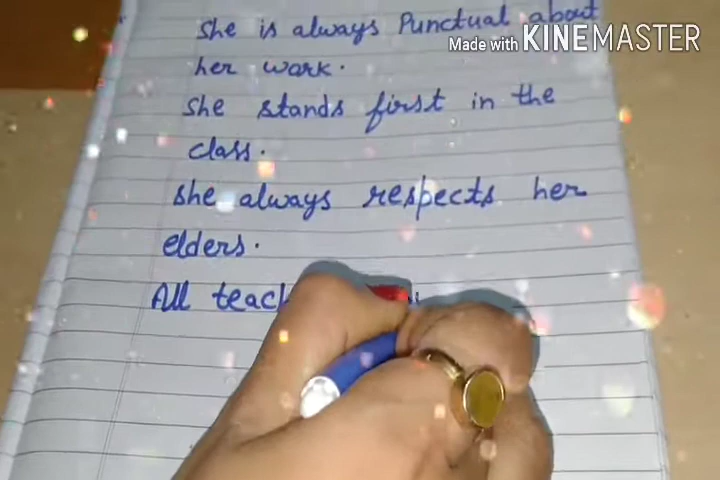 she is always Punctual about
Made with KINEMASTER
her work.
she stands first in the
class.
she always respects her
elders.
All